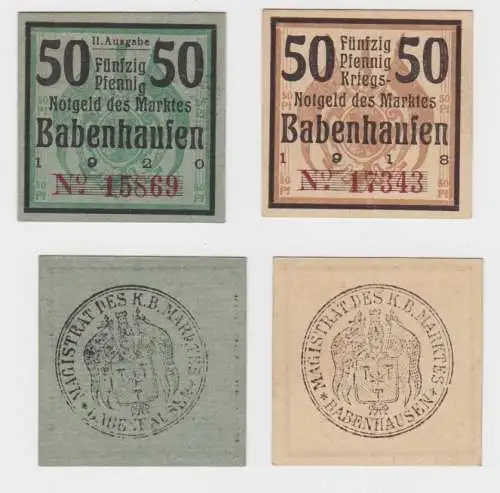 II. Ausgabe
50 Fünfzig Pfennig 50
Notgeld des Marktes
Babenhausen
1 9 2 0
No. 15869
50 Fünfzig Pfennig Kriegs- 50
Notgeld des Marktes
Babenhausen
1 9 1 8
No. 17343
* MAGISTRAT DES K.B. MARKTES *
* MAGISTRAT DES K.B. MARKTES *
BABENHAUSEN